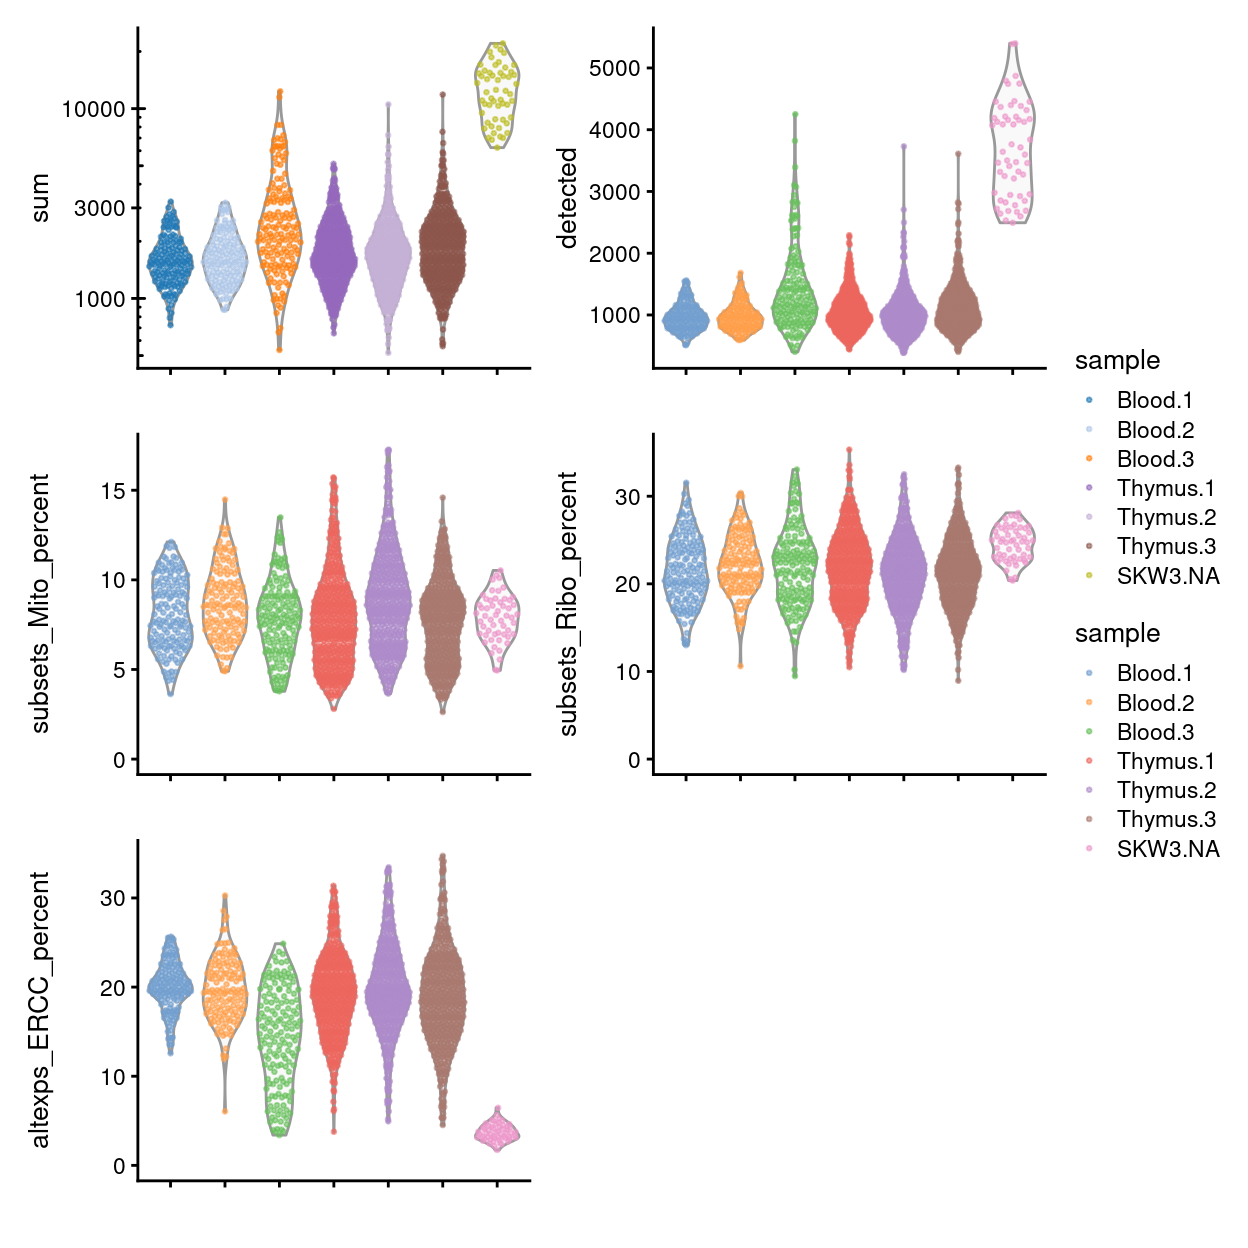 sum
10000
3000
1000
detected
5000
4000
3000
2000
1000
subsets_Mito_percent
15
10
5
0
subsets_Ribo_percent
30
20
10
0
altexps_ERCC_percent
30
20
10
0
sample
Blood.1
Blood.2
Blood.3
Thymus.1
Thymus.2
Thymus.3
SKW3.NA
sample
Blood.1
Blood.2
Blood.3
Thymus.1
Thymus.2
Thymus.3
SKW3.NA